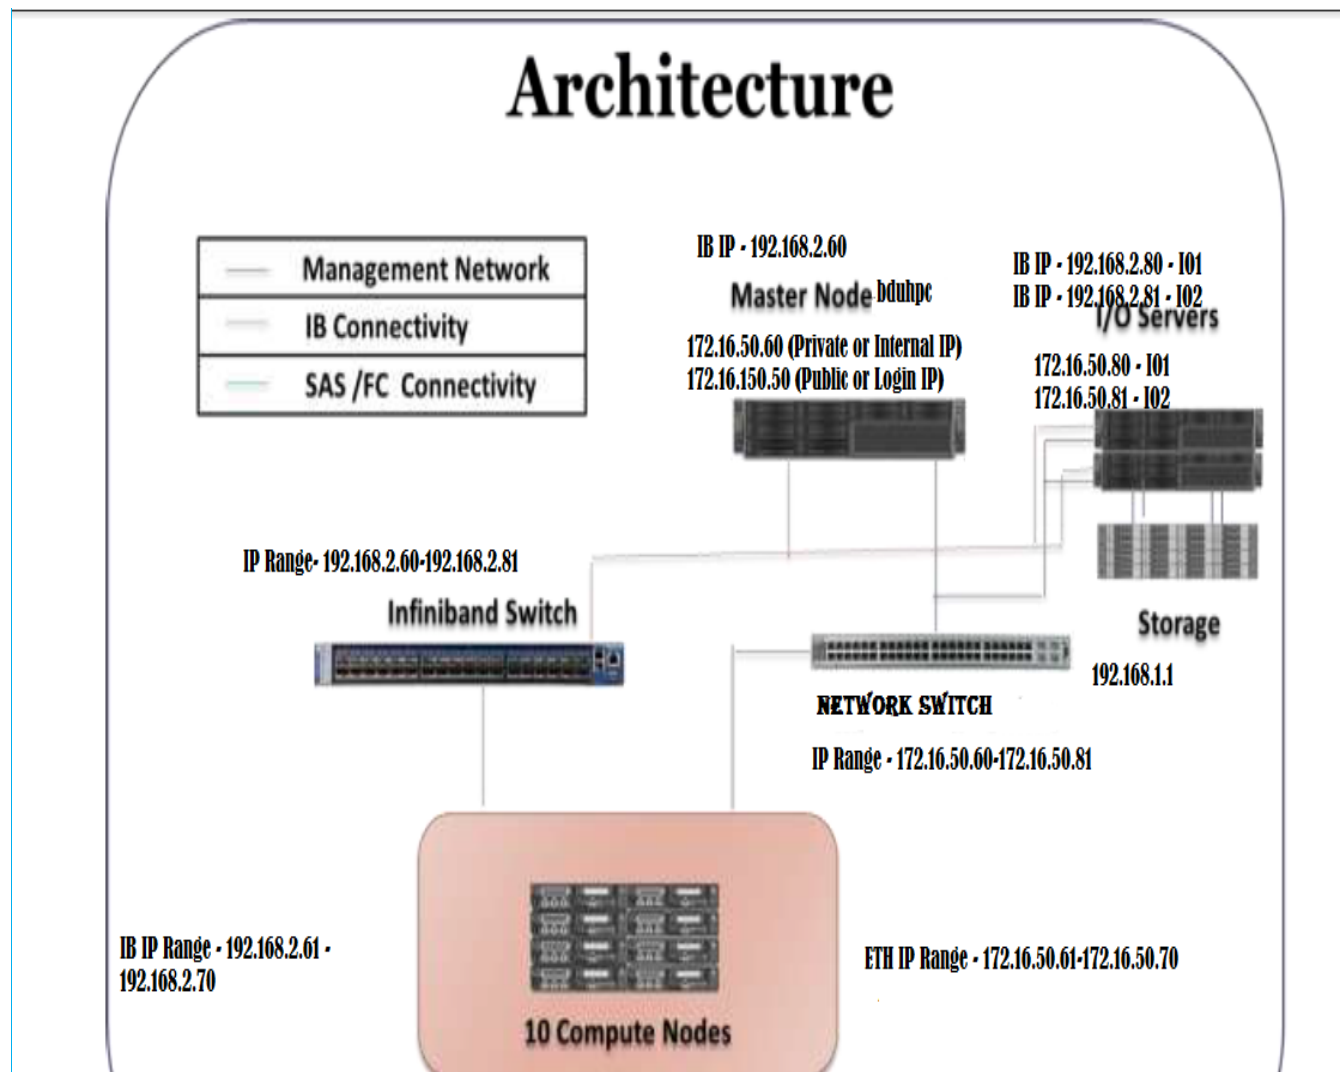 Architecture
Management Network
IB Connectivity
SAS /FC Connectivity
IB IP - 192.168.2.60
Master Node bduhpc
172.16.50.60 (Private or Internal IP)
172.16.150.50 (Public or Login IP)
IB IP - 192.168.2.80 - IO1
IB IP - 192.168.2.81 - IO2
I/O Servers
172.16.50.80 - IO1
172.16.50.81 - IO2
IP Range- 192.168.2.60-192.168.2.81
Infiniband Switch
Storage
192.168.1.1
NETWORK SWITCH
IP Range - 172.16.50.60-172.16.50.81
IB IP Range - 192.168.2.61 -
192.168.2.70
ETH IP Range - 172.16.50.61-172.16.50.70
10 Compute Nodes